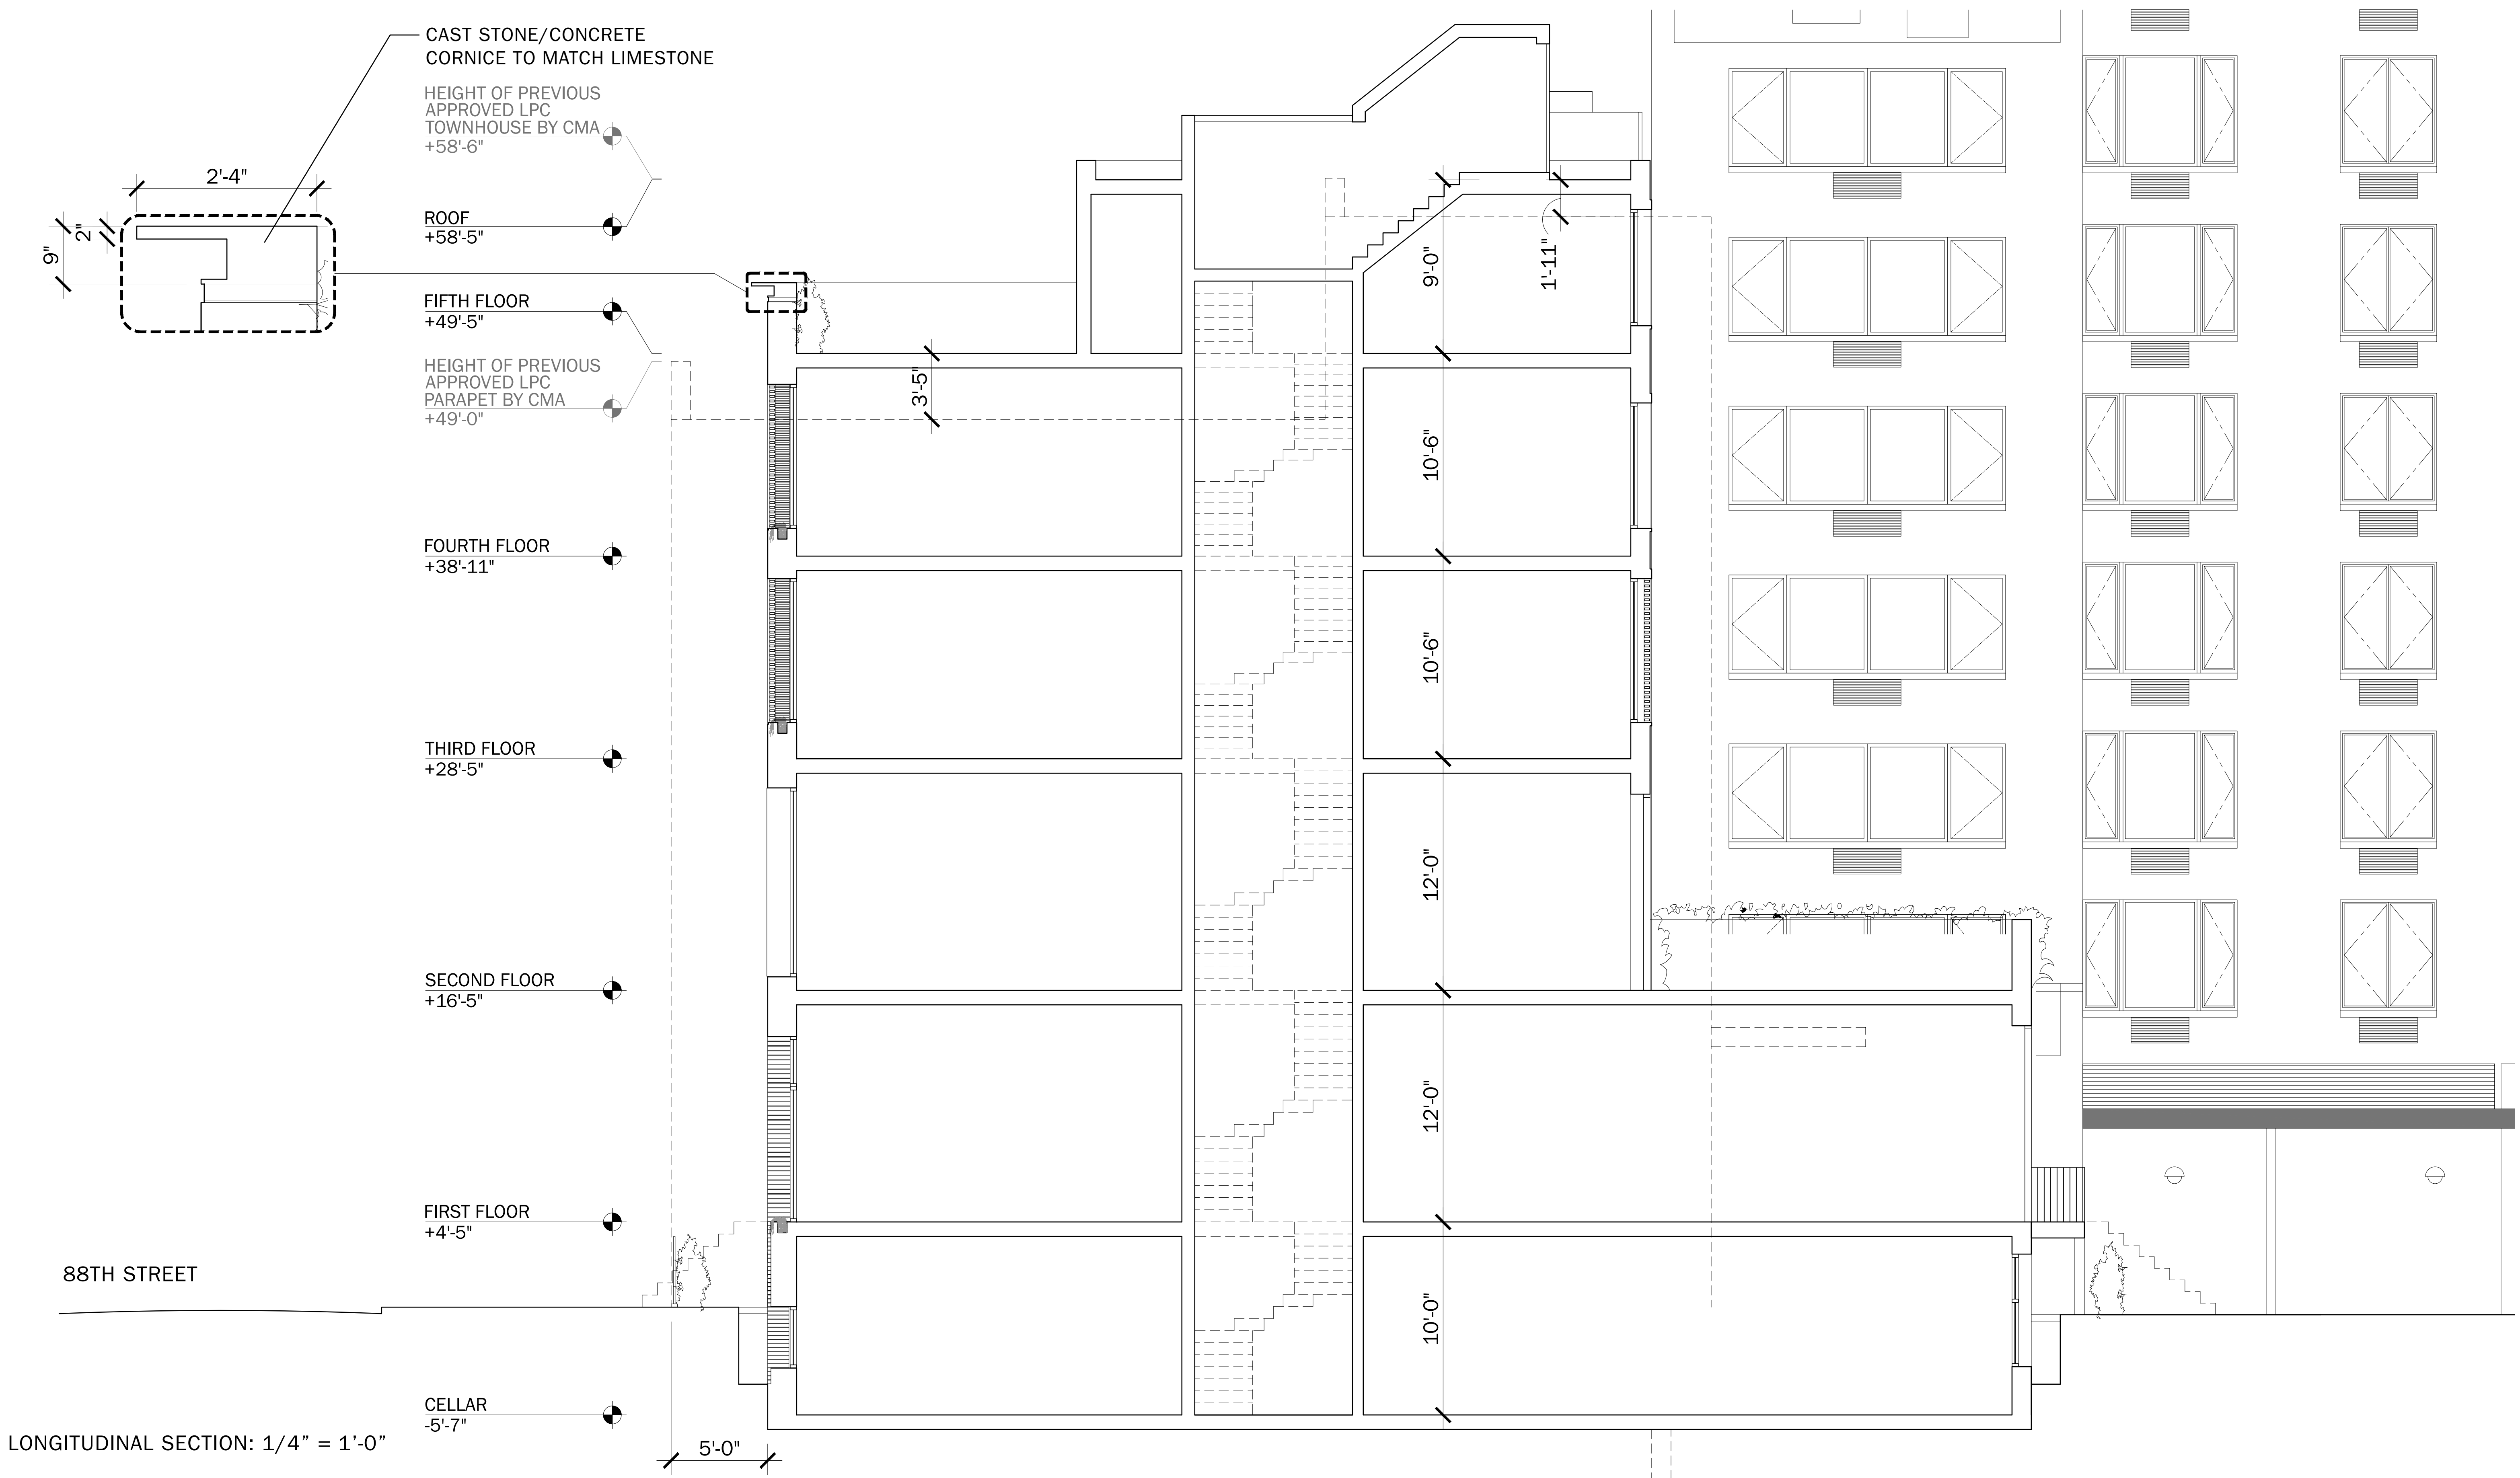 CAST STONE/CONCRETE
CORNICE TO MATCH LIMESTONE
HEIGHT OF PREVIOUS
APPROVED LPC
TOWNHOUSE BY CMA
+58'-6"
2'-4"
2"
9"
ROOF
+58'-5"
FIFTH FLOOR
+49'-5"
HEIGHT OF PREVIOUS
APPROVED LPC
PARAPET BY CMA
+49'-0"
FOURTH FLOOR
+38'-11"
THIRD FLOOR
+28'-5"
SECOND FLOOR
+16'-5"
FIRST FLOOR
+4'-5"
88TH STREET
CELLAR
-5'-7"
LONGITUDINAL SECTION: 1/4” = 1’-0”
5'-0"
3'-5"
9'-0"
1'-11"
10'-6"
10'-6"
12'-0"
12'-0"
10'-0"